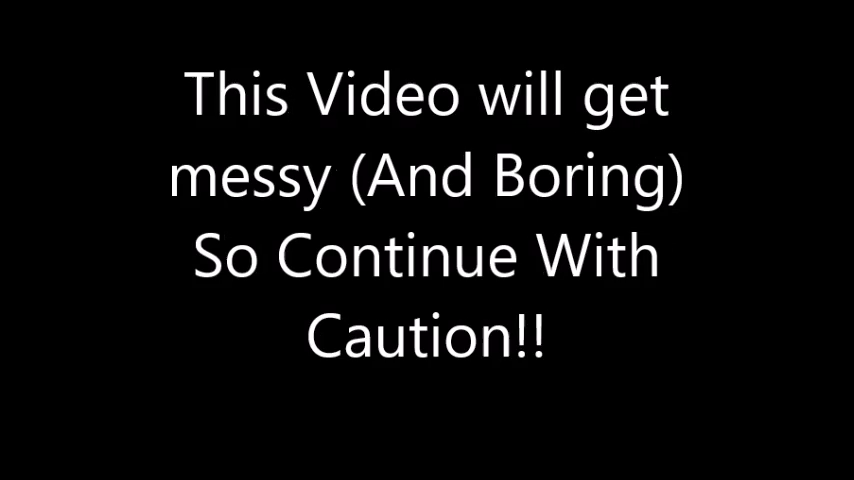 This Video will get
messy (And Boring)
So Continue With
Caution!!